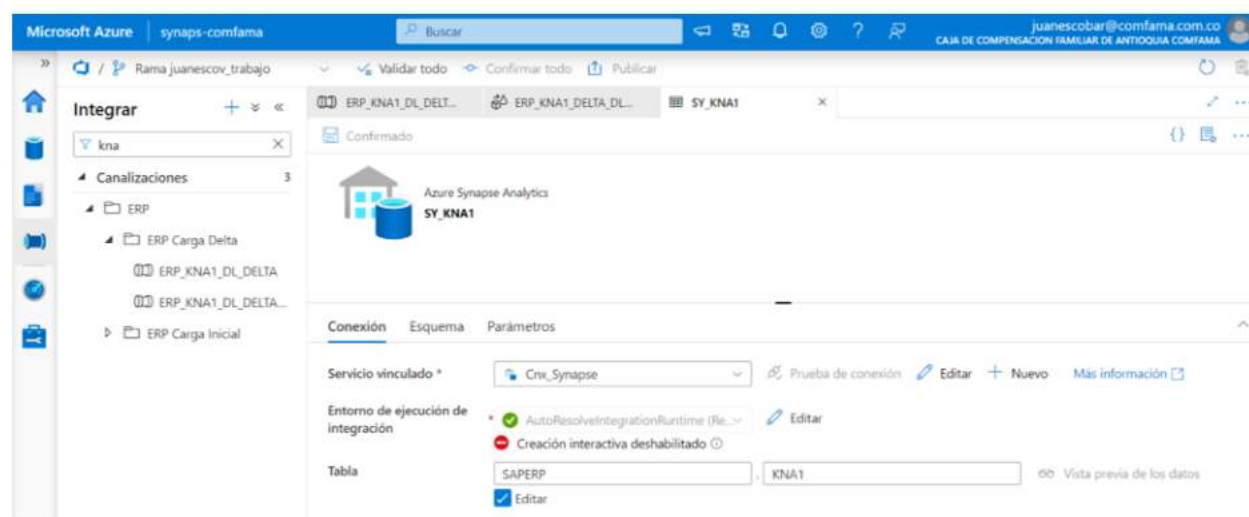 Microsoft Azure synaps-comfama Buscar juanescobar@comfama.com.co
CAJA DE COMPENSACION FAMILIAR DE ANTIOQUIA COMFAMA
/ Rama juanescov_trabajo Validar todo Confirmar todo Publicar
Integrar ERP_KNA1_DL_DELT... ERP_KNA1_DELTA_DL... SY_KNA1
kna Confirmado {}
Canalizaciones 3
Azure Synapse Analytics
SY_KNA1
ERP
ERP Carga Delta
ERP_KNA1_DL_DELTA
ERP_KNA1_DL_DELTA...
ERP Carga Inicial
Conexión Esquema Parámetros
Servicio vinculado * Cnx_Synapse Prueba de conexión Editar Nuevo Más información
Entorno de ejecución de integración * AutoResolveIntegrationRuntime (Re... Editar
Creación interactiva deshabilitado
Tabla SAPERP . KNA1 Vista previa de los datos
Editar